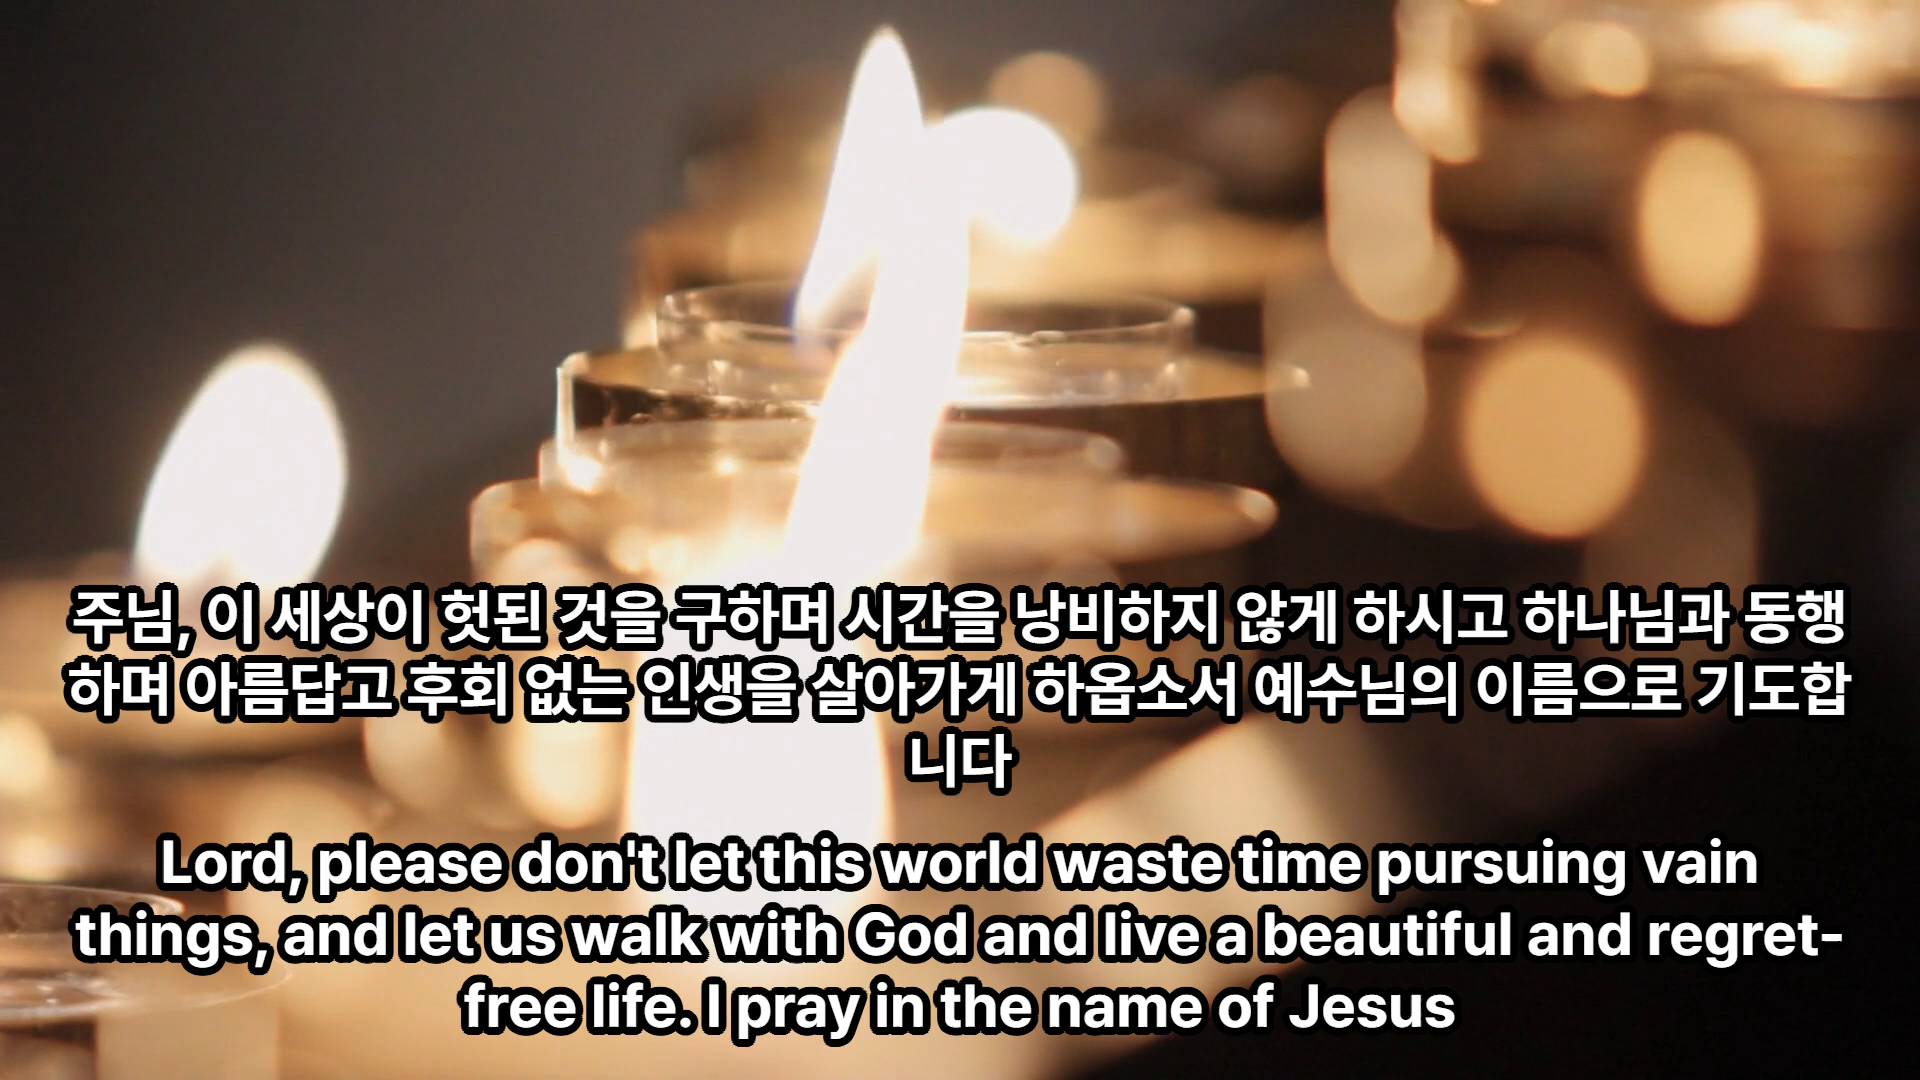 주님, 이 세상이 헛된 것을 구하며 시간을 낭비하지 않게 하시고 하나님과 동행
하며 아름답고 후회 없는 인생을 살아가게 하옵소서 예수님의 이름으로 기도합
니다
Lord, please don't let this world waste time pursuing vain
things, and let us walk with God and live a beautiful and regret-
free life. I pray in the name of Jesus